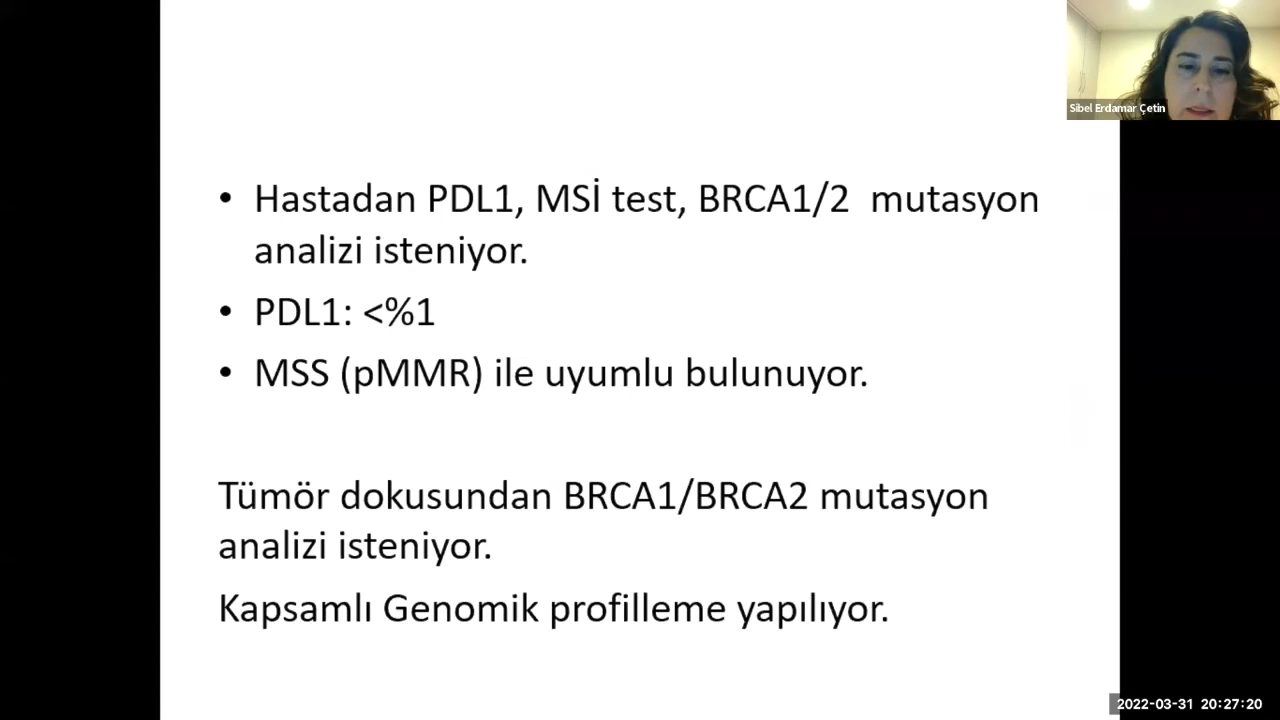 Sibel Erdamar Çetin
• Hastadan PDL1, MSİ test, BRCA1/2 mutasyon
analizi isteniyor.
• PDL1: <%1
• MSS (pMMR) ile uyumlu bulunuyor.
Tümör dokusundan BRCA1/BRCA2 mutasyon
analizi isteniyor.
Kapsamlı Genomik profilleme yapılıyor.
2022-03-31 20:27:20